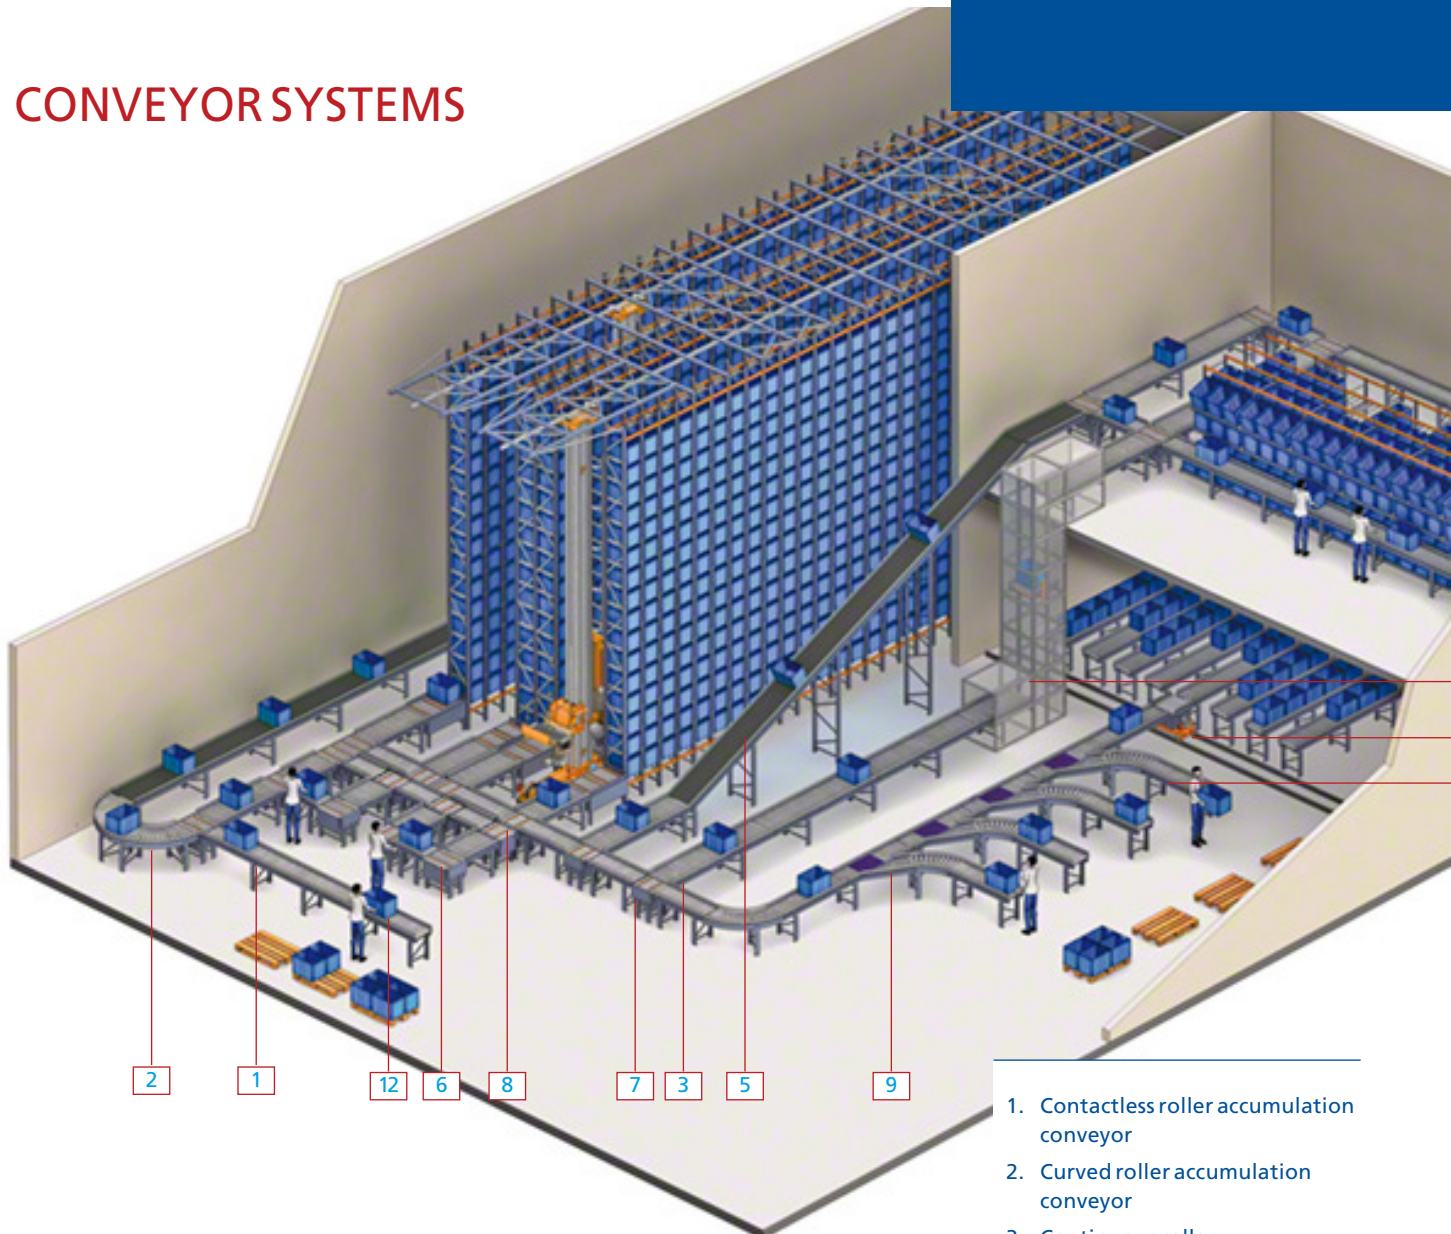 CONVEYOR SYSTEMS
2
1
12
6
8
7
3
5
9
1. Contactless roller accumulation
conveyor
2. Curved roller accumulation
conveyor